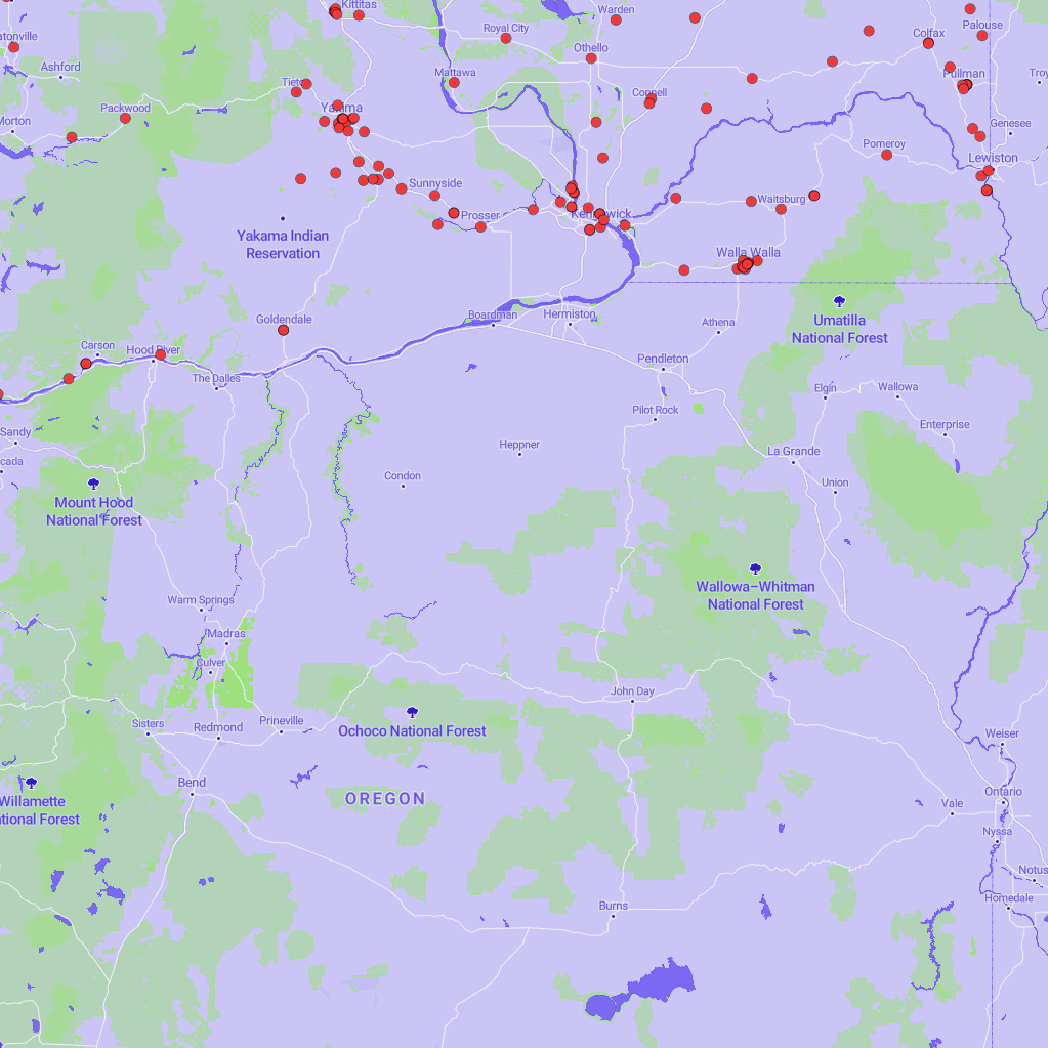 Kittitas
Warden
Palouse
Royal City
Colfax
atonville
Othello
Ashford
Mattawa
Pullman
Troy
Tieton
Connell
Packwood
Yakima
Morton
Genesee
Pomeroy
Lewiston
Sunnyside
Waitsburg
Prosser
Kennewick
Yakama Indian
Reservation
Walla Walla
Goldendale
Boardman
Hermiston
Athena
Umatilla
National Forest
Carson
Hood River
Pendleton
The Dalles
Elgin
Wallowa
Pilot Rock
Sandy
Enterprise
Heppner
La Grande
cada
Condon
Union
Mount Hood
National Forest
Wallowa-Whitman
National Forest
Warm Springs
Madras
Culver
John Day
Sisters
Redmond
Prineville
Ochoco National Forest
Weiser
Bend
Willamette
tional Forest
OREGON
Ontario
Vale
Nyssa
Notus
Homedale
Burns